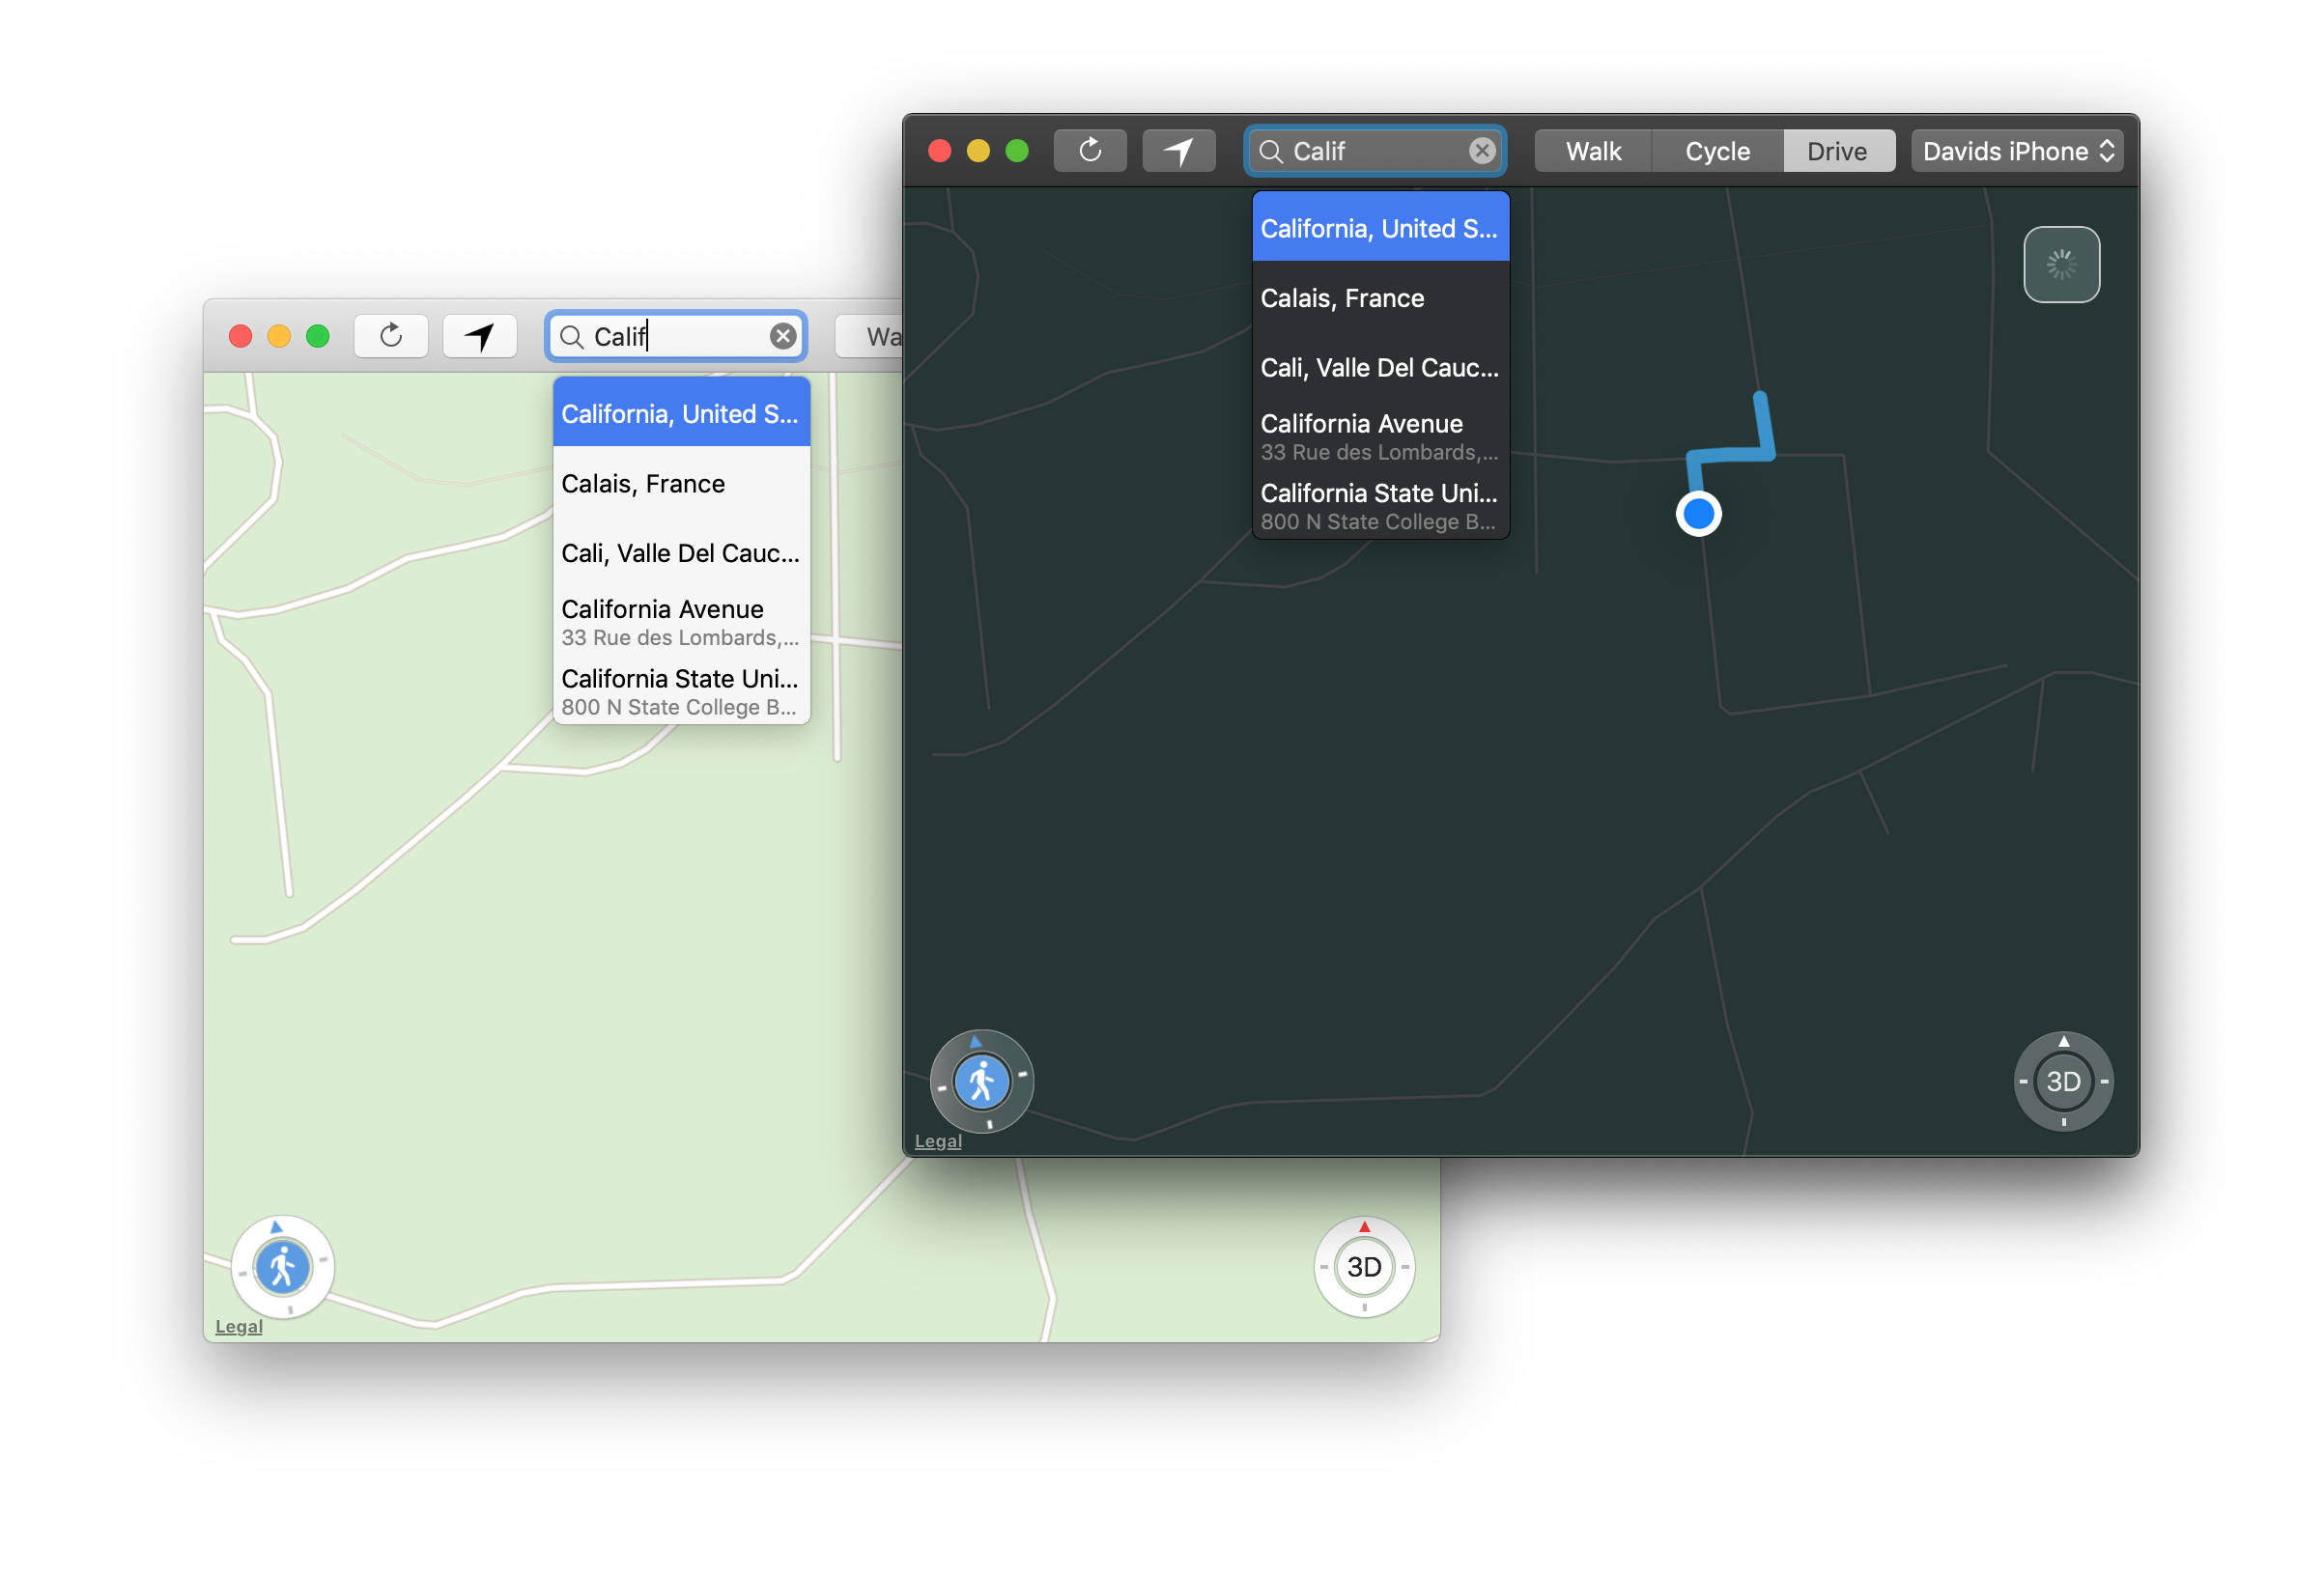 Calif
Walk
Cycle
Drive
Davids iPhone
California, United S...
Calais, France
Cali, Valle Del Cauc...
California Avenue
33 Rue des Lombards,...
California State Uni...
800 N State College B...
3D
Legal
Calif
Wa
California, United S...
Calais, France
Cali, Valle Del Cauc...
California Avenue
33 Rue des Lombards,...
California State Uni...
800 N State College B...
3D
Legal